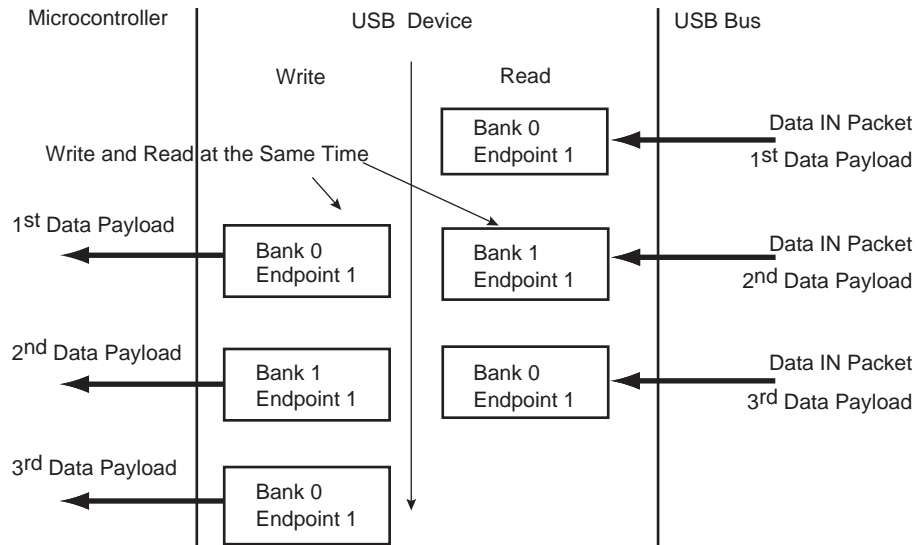 Microcontroller
USB Device
USB Bus
Write
Read
Bank 0
Endpoint 1
Data IN Packet
1st Data Payload
Write and Read at the Same Time
1st Data Payload
Bank 0
Endpoint 1
Bank 1
Endpoint 1
Data IN Packet
2nd Data Payload
2nd Data Payload
Bank 1
Endpoint 1
Bank 0
Endpoint 1
Data IN Packet
3rd Data Payload
3rd Data Payload
Bank 0
Endpoint 1